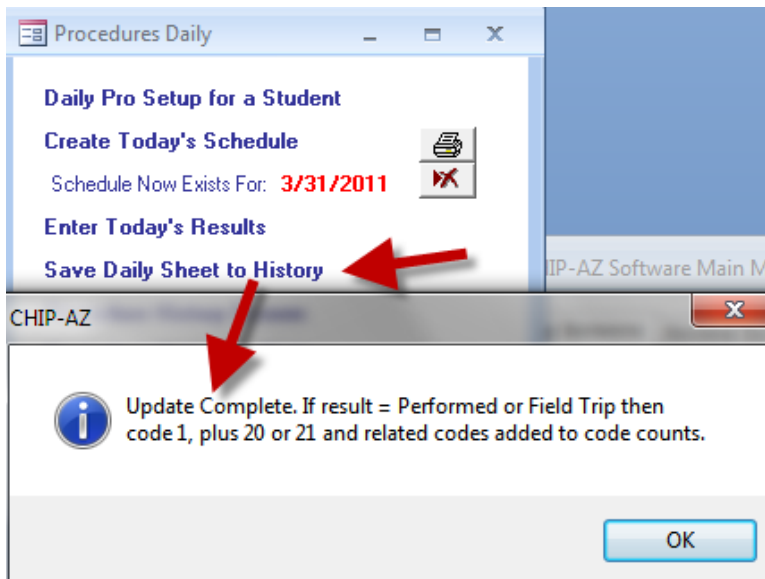 Procedures Daily
Daily Pro Setup for a Student
Create Today's Schedule
Schedule Now Exists For: 3/31/2011
Enter Today's Results
Save Daily Sheet to History
IIP-AZ Software Main M
CHIP-AZ
Update Complete. If result = Performed or Field Trip then
code 1, plus 20 or 21 and related codes added to code counts.
OK